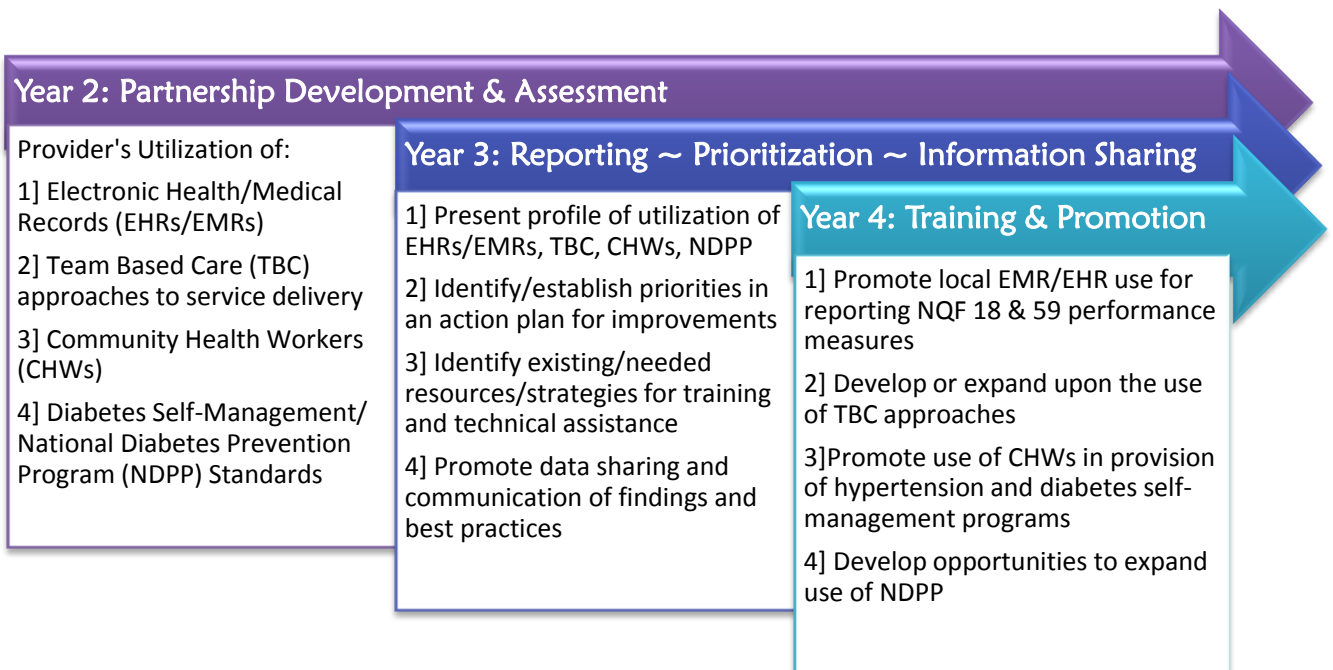 Year 2: Partnership Development & Assessment
Provider's Utilization of:
1] Electronic Health/Medical
Records (EHRs/EMRs)
2] Team Based Care (TBC)
approaches to service delivery
3] Community Health Workers
(CHWs)
4] Diabetes Self-Management/
National Diabetes Prevention
Program (NDPP) Standards
Year 3: Reporting ~ Prioritization ~ Information Sharing
1] Present profile of utilization of
EHRs/EMRs, TBC, CHWs, NDPP
2] Identify/establish priorities in
an action plan for improvements
3] Identify existing/needed
resources/strategies for training
and technical assistance
4] Promote data sharing and
communication of findings and
best practices
Year 4: Training & Promotion
1] Promote local EMR/EHR use for
reporting NQF 18 & 59 performance
measures
2] Develop or expand upon the use
of TBC approaches
3]Promote use of CHWs in provision
of hypertension and diabetes self-
management programs
4] Develop opportunities to expand
use of NDPP